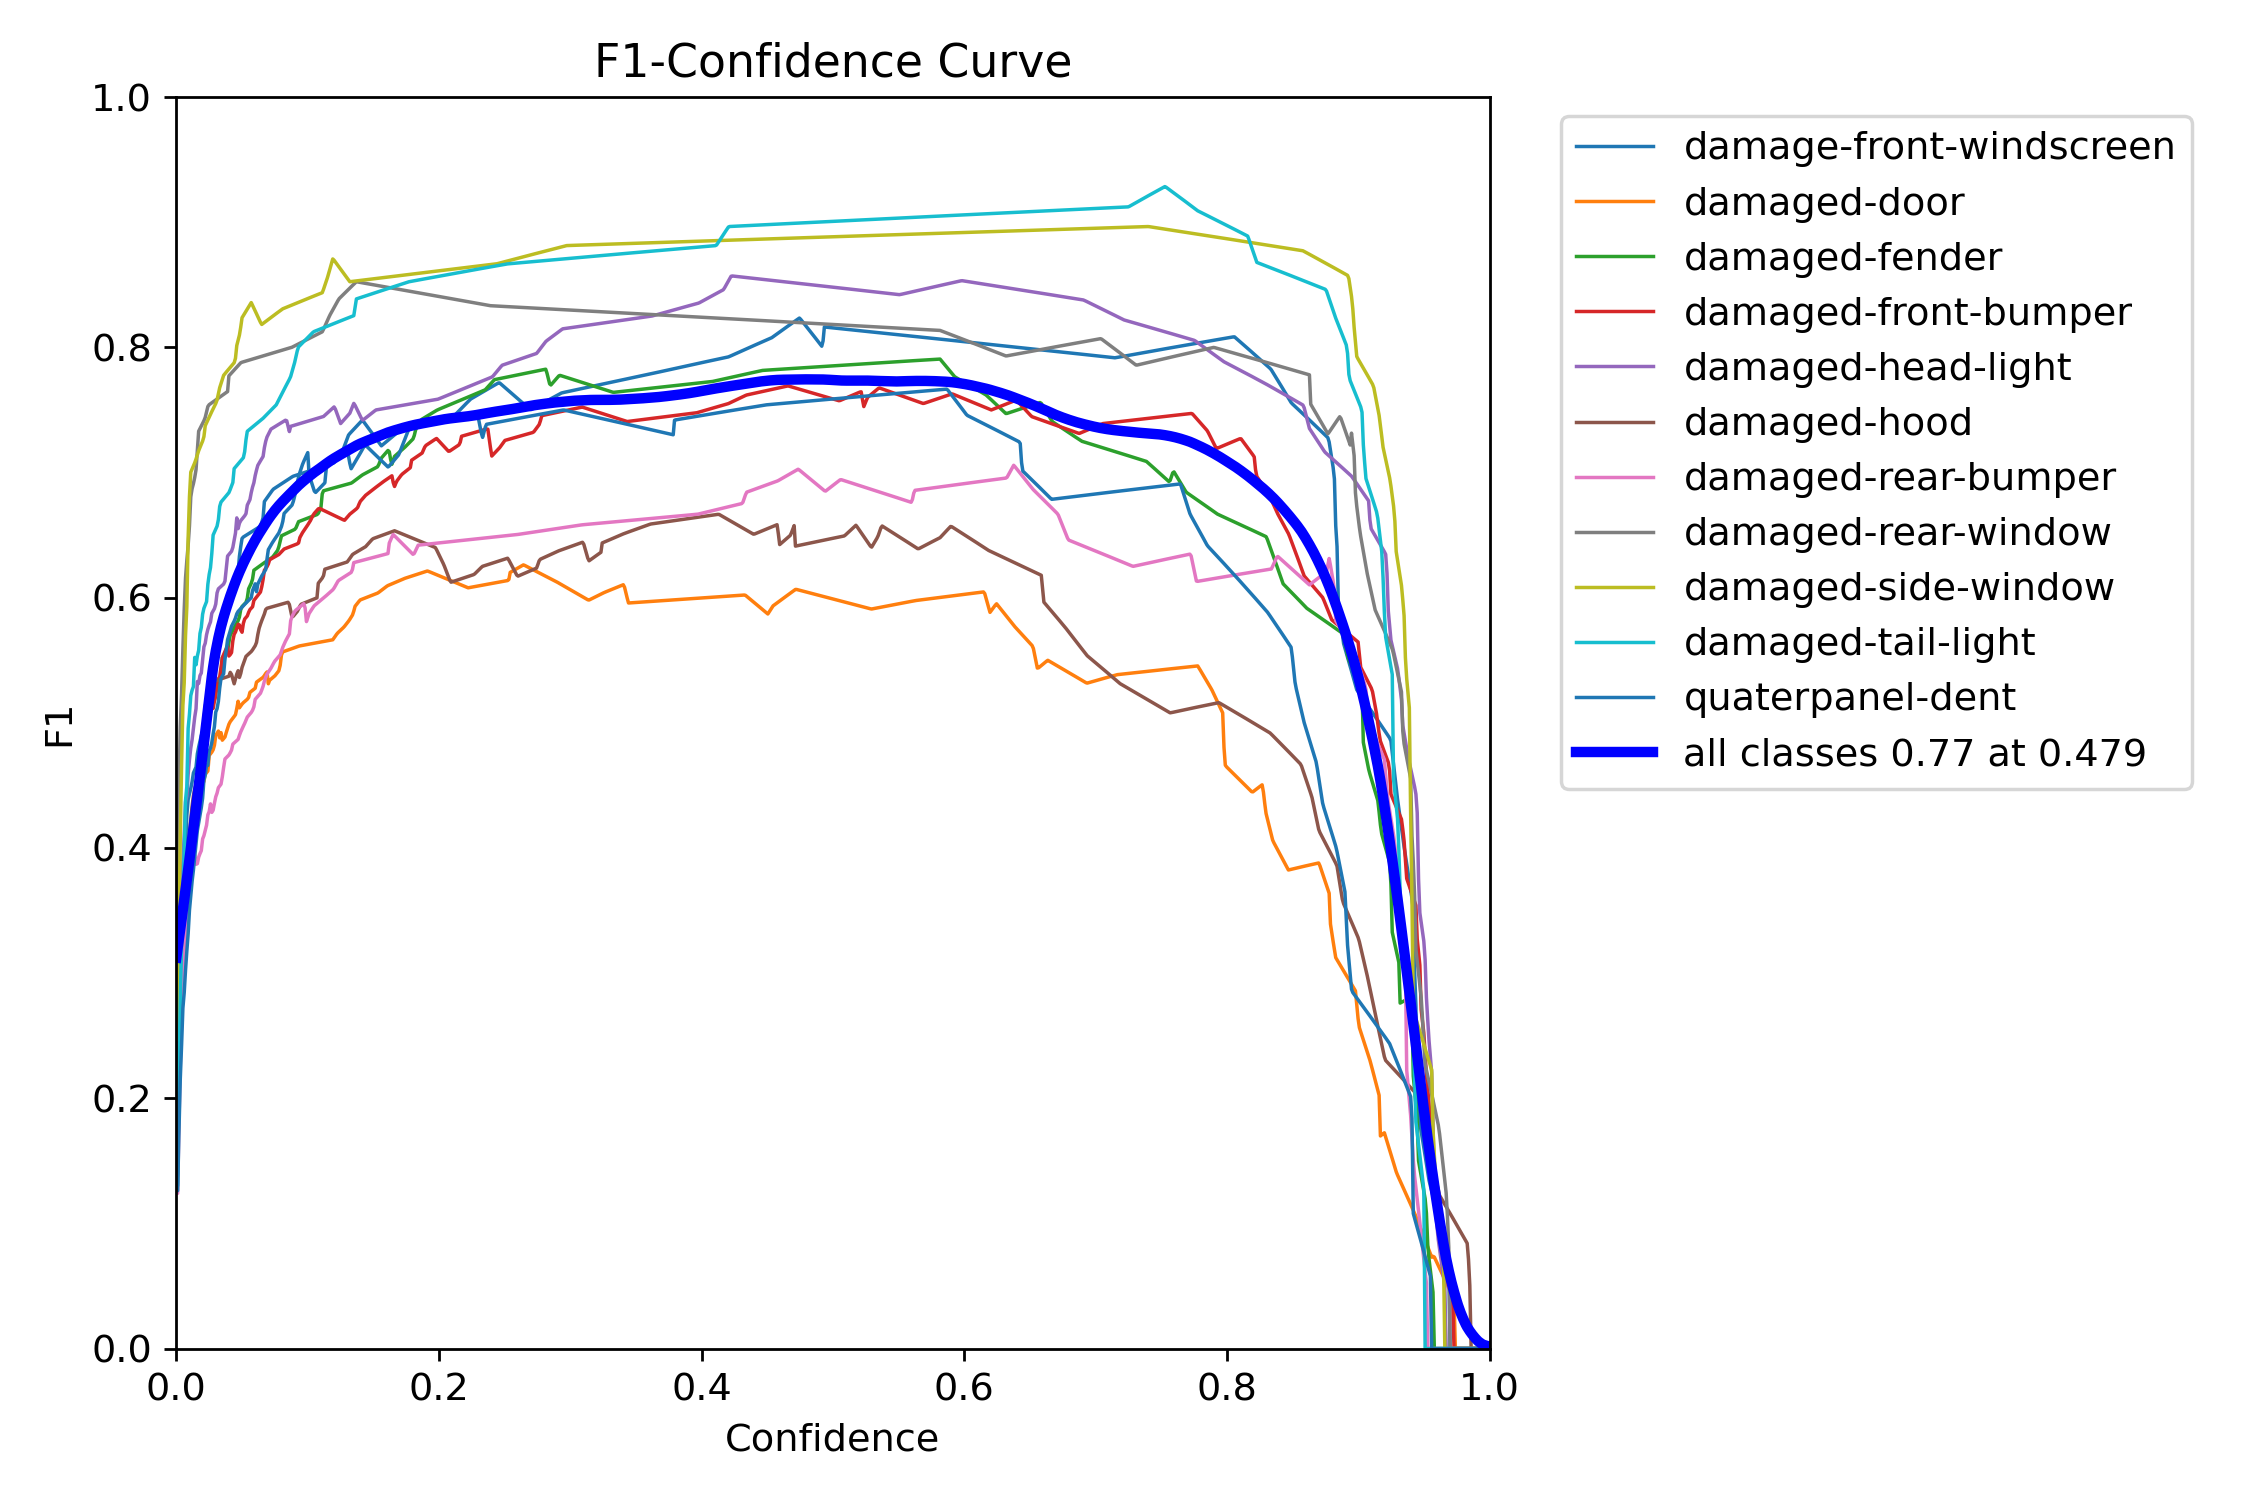 F1-Confidence Curve
1.0
0.8
0.6
0.4
0.2
0.0
F1
0.0 0.2 0.4 0.6 0.8 1.0
Confidence
damage-front-windscreen
damaged-door
damaged-fender
damaged-front-bumper
damaged-head-light
damaged-hood
damaged-rear-bumper
damaged-rear-window
damaged-side-window
damaged-tail-light
quaterpanel-dent
all classes 0.77 at 0.479